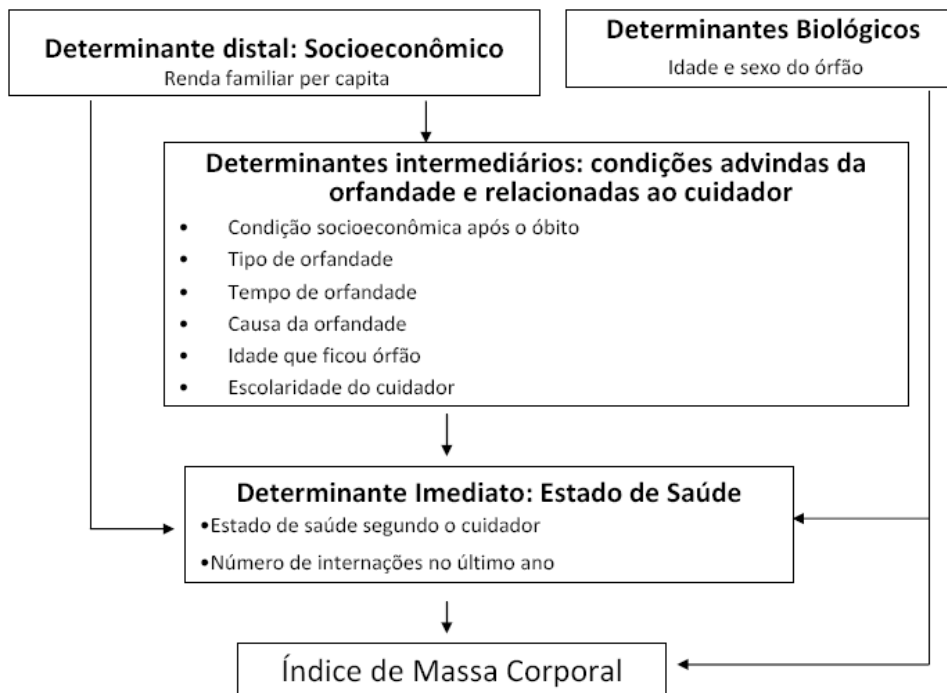 Determinante distal: Socioeconômico
Renda familiar per capita
Determinantes Biológicos
Idade e sexo do órfão
Determinantes intermediários: condições advindas da
orfandade e relacionadas ao cuidador
• Condição socioeconômica após o óbito
• Tipo de orfandade
• Tempo de orfandade
• Causa da orfandade
• Idade que ficou órfão
• Escolaridade do cuidador
Determinante Imediato: Estado de Saúde
•Estado de saúde segundo o cuidador
•Número de internações no último ano
Índice de Massa Corporal